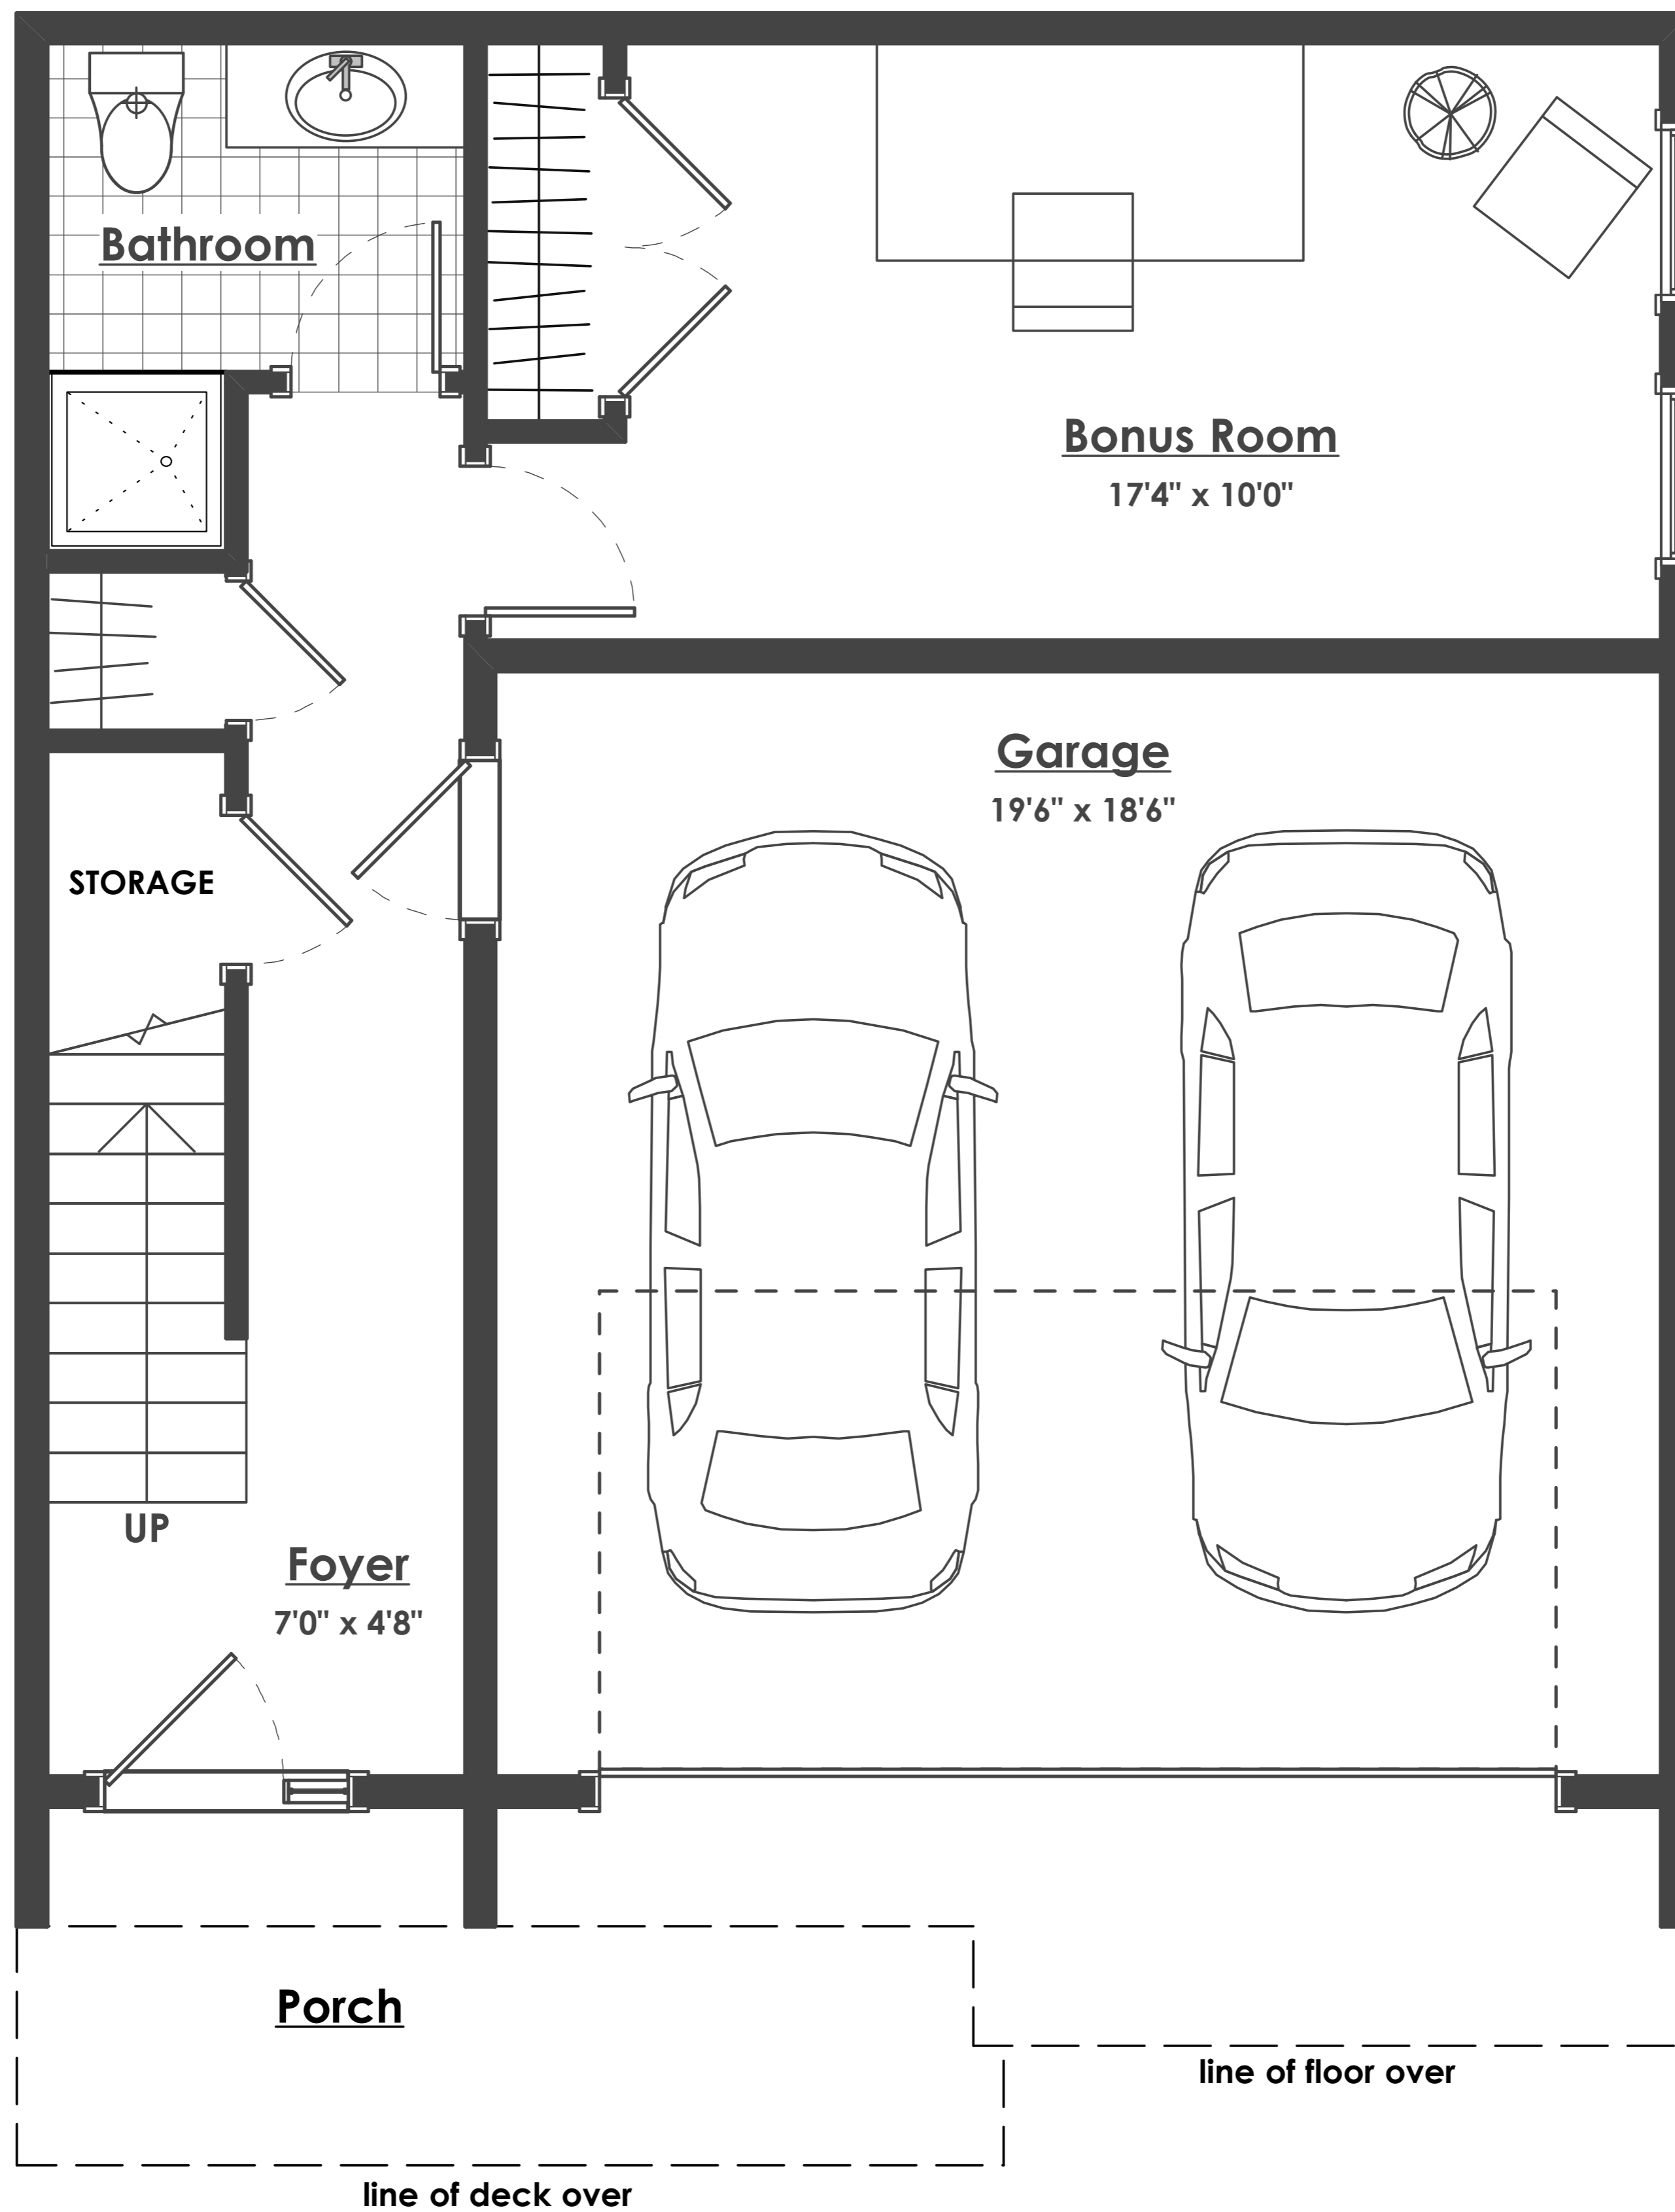 Bathroom
Bonus Room
17'4" x 10'0"
Garage
19'6" x 18'6"
STORAGE
UP
Foyer
7'0" x 4'8"
Porch
line of floor over
line of deck over